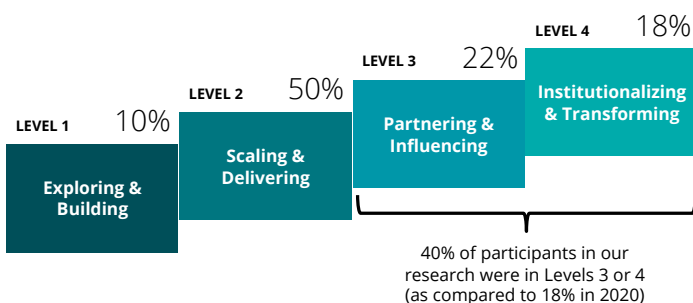 LEVEL 1
10%
Exploring &
Building
LEVEL 2
50%
Scaling &
Delivering
LEVEL 3
22%
Partnering &
Influencing
LEVEL 4
18%
Institutionalizing
& Transforming
40% of participants in our
research were in Levels 3 or 4
(as compared to 18% in 2020)